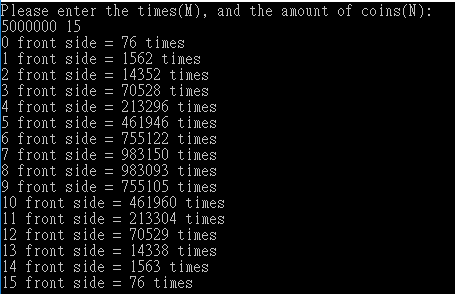 Please enter the times(M), and the amount of coins(N):
5000000 15
0 front side = 76 times
1 front side = 1562 times
2 front side = 14352 times
3 front side = 70528 times
4 front side = 213296 times
5 front side = 461946 times
6 front side = 755122 times
7 front side = 983150 times
8 front side = 983093 times
9 front side = 755105 times
10 front side = 461960 times
11 front side = 213304 times
12 front side = 70529 times
13 front side = 14338 times
14 front side = 1563 times
15 front side = 76 times